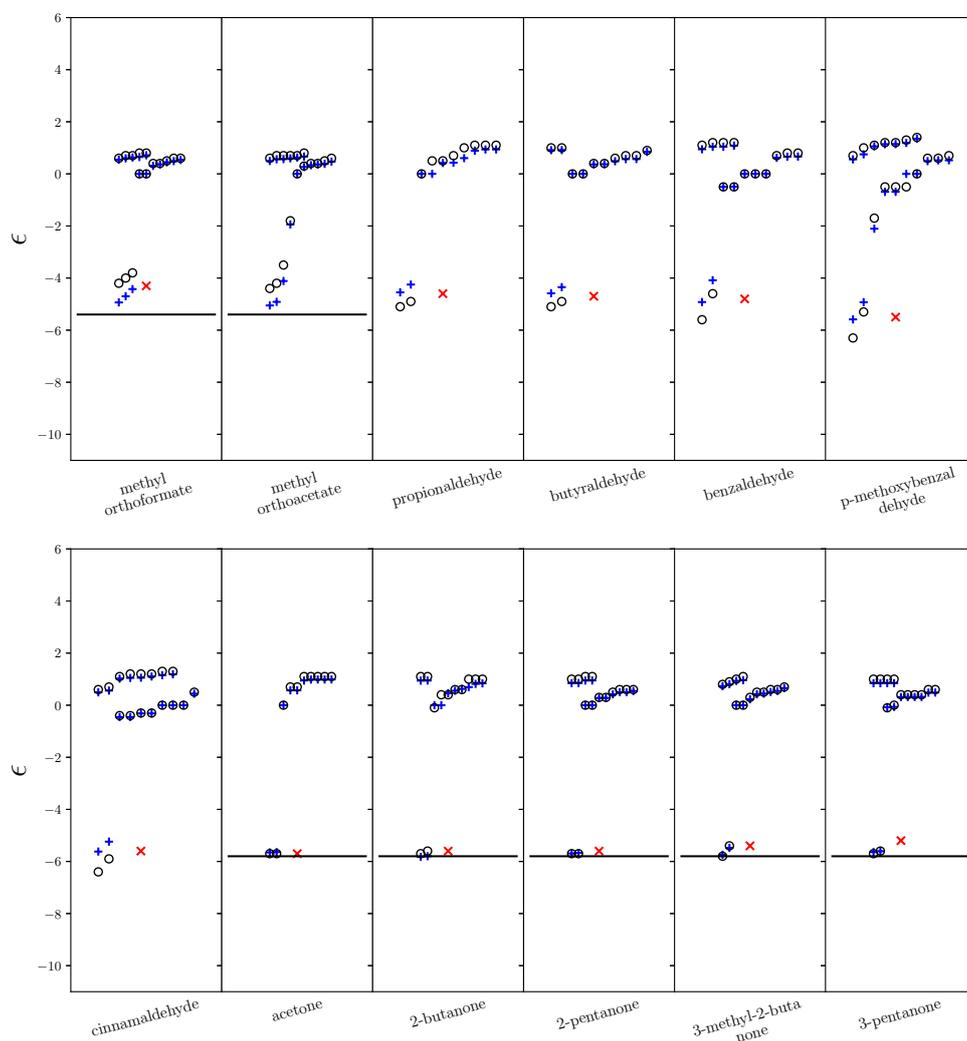 6
4
2
0
−2
−4
−6
−8
−10
ϵ
methyl
orthoformate
methyl
orthoacetate
propionaldehyde
butyraldehyde
benzaldehyde
p-methoxybenzal
dehyde
6
4
2
0
−2
−4
−6
−8
−10
ϵ
cinnamaldehyde
acetone
2-butanone
2-pentanone
3-methyl-2-buta
none
3-pentanone